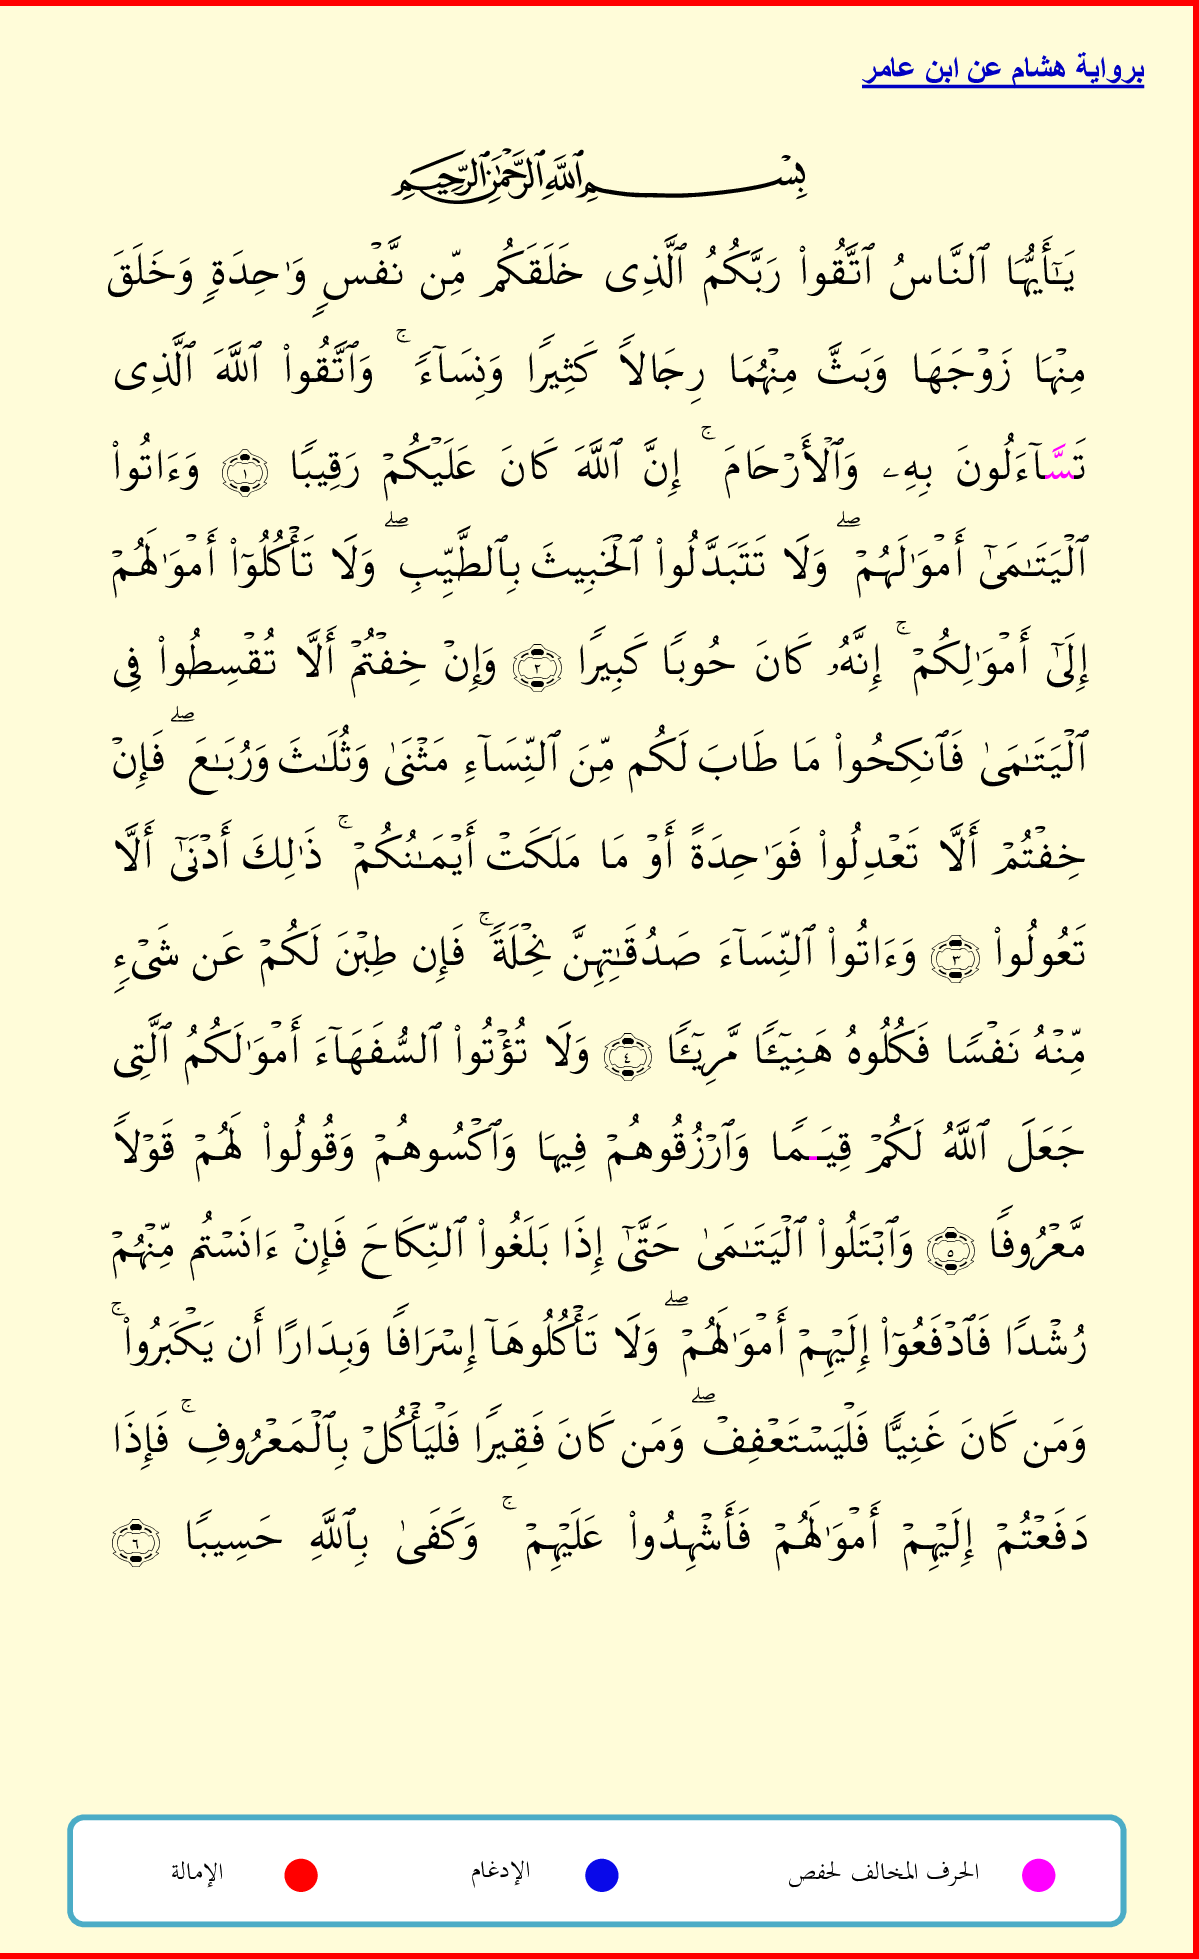 برواية هشام عن ابن عامر
بِسْمِ ٱللَّهِ ٱلرَّحْمَٰنِ ٱلرَّحِيمِ
يَـٰٓأَيُّهَا ٱلنَّاسُ ٱتَّقُوا۟ رَبَّكُمُ ٱلَّذِى خَلَقَكُم مِّن نَّفْسٍ وَٰحِدَةٍ وَخَلَقَ
مِنْهَا زَوْجَهَا وَبَثَّ مِنْهُمَا رِجَالاً كَثِيرًا وَنِسَآءً ۚ وَٱتَّقُوا۟ ٱللَّهَ ٱلَّذِى
تَسَّآءَلُونَ بِهِۦ وَٱلْأَرْحَامَ ۚ إِنَّ ٱللَّهَ كَانَ عَلَيْكُمْ رَقِيبًا ١ وَءَاتُوا۟
ٱلْيَتَـٰمَىٰٓ أَمْوَٰلَهُمْ ۖ وَلَا تَتَبَدَّلُوا۟ ٱلْخَبِيثَ بِٱلطَّيِّبِ ۖ وَلَا تَأْكُلُوٓا۟ أَمْوَٰلَهُمْ
إِلَىٰٓ أَمْوَٰلِكُمْ ۚ إِنَّهُۥ كَانَ حُوبًا كَبِيرًا ٢ وَإِنْ خِفْتُمْ أَلَّا تُقْسِطُوا۟ فِى
ٱلْيَتَـٰمَىٰ فَٱنكِحُوا۟ مَا طَابَ لَكُم مِّنَ ٱلنِّسَآءِ مَثْنَىٰ وَثُلَـٰثَ وَرُبَـٰعَ ۖ فَإِنْ
خِفْتُمْ أَلَّا تَعْدِلُوا۟ فَوَٰحِدَةً أَوْ مَا مَلَكَتْ أَيْمَـٰنُكُمْ ۚ ذَٰلِكَ أَدْنَىٰٓ أَلَّا
تَعُولُوا۟ ٣ وَءَاتُوا۟ ٱلنِّسَآءَ صَدُقَـٰتِهِنَّ نِحْلَةً ۚ فَإِن طِبْنَ لَكُمْ عَن شَىْءٍ
مِّنْهُ نَفْسًا فَكُلُوهُ هَنِيٓـًٔا مَّرِيٓـًٔا ٤ وَلَا تُؤْتُوا۟ ٱلسُّفَهَآءَ أَمْوَٰلَكُمُ ٱلَّتِى
جَعَلَ ٱللَّهُ لَكُمْ قِيَـٰمًا وَٱرْزُقُوهُمْ فِيهَا وَٱكْسُوهُمْ وَقُولُوا۟ لَهُمْ قَوْلاً
مَّعْرُوفًا ٥ وَٱبْتَلُوا۟ ٱلْيَتَـٰمَىٰ حَتَّىٰٓ إِذَا بَلَغُوا۟ ٱلنِّكَاحَ فَإِنْ ءَانَسْتُم مِّنْهُمْ
رُشْدًا فَٱدْفَعُوٓا۟ إِلَيْهِمْ أَمْوَٰلَهُمْ ۖ وَلَا تَأْكُلُوهَآ إِسْرَافًا وَبِدَارًا أَن يَكْبَرُوا۟ ۚ
وَمَن كَانَ غَنِيًّا فَلْيَسْتَعْفِفْ ۖ وَمَن كَانَ فَقِيرًا فَلْيَأْكُلْ بِٱلْمَعْرُوفِ ۚ فَإِذَا
دَفَعْتُمْ إِلَيْهِمْ أَمْوَٰلَهُمْ فَأَشْهِدُوا۟ عَلَيْهِمْ ۚ وَكَفَىٰ بِٱللَّهِ حَسِيبًا ٦
الحرف المخالف لحفص الإدغام الإمالة